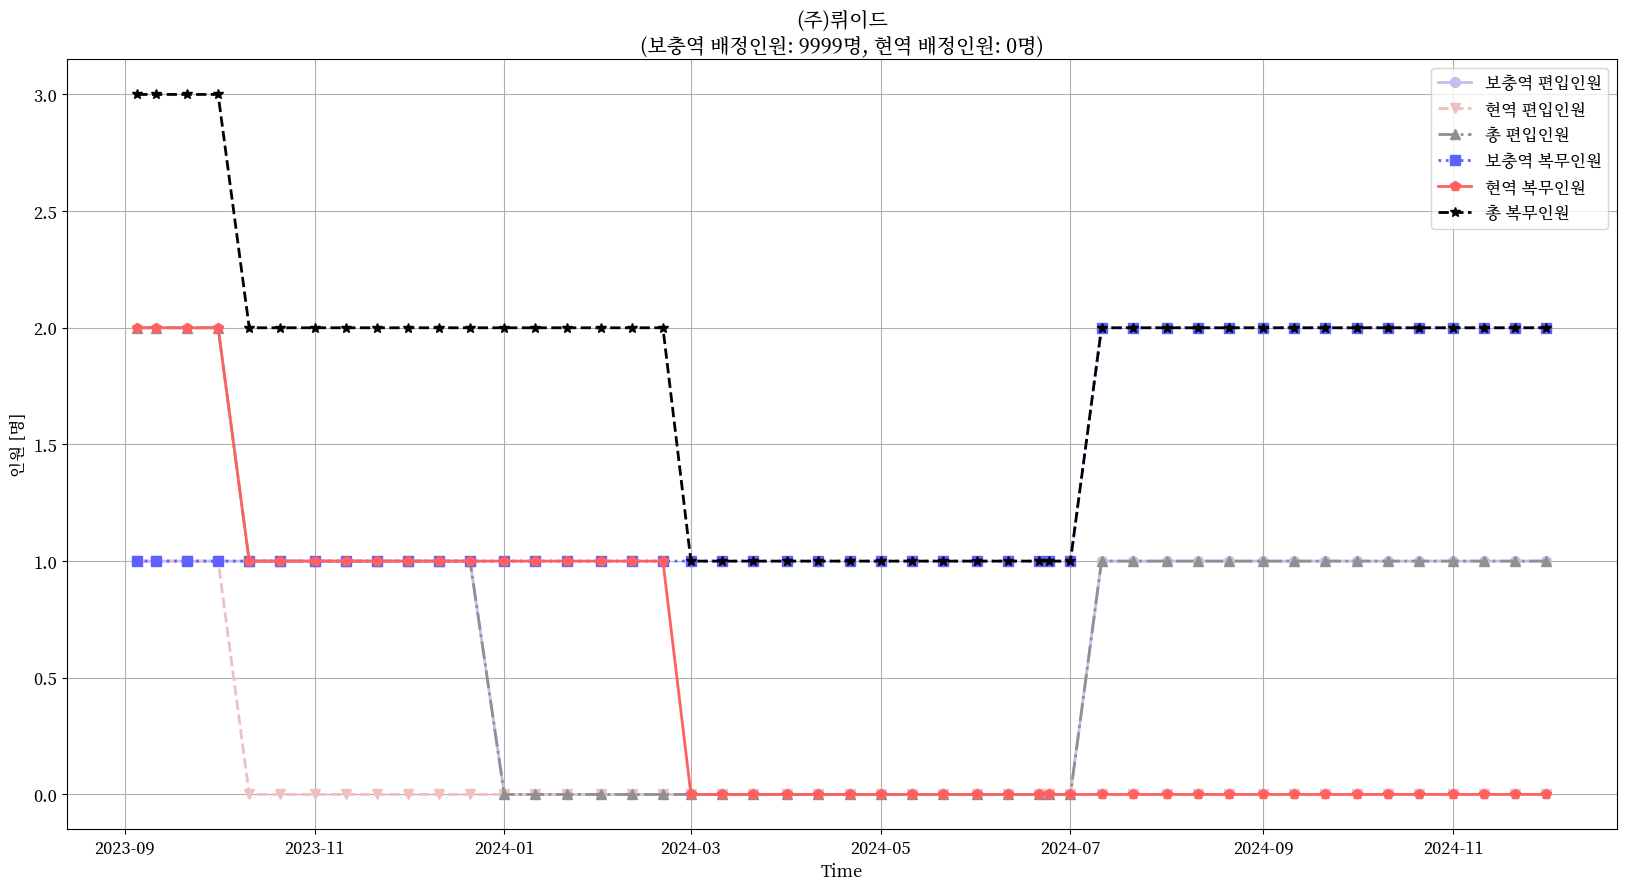 (주)뤼이드
(보충역 배정인원: 9999명, 현역 배정인원: 0명)
보충역 편입인원
현역 편입인원
총 편입인원
보충역 복무인원
현역 복무인원
총 복무인원
인원 [명]
3.0
2.5
2.0
1.5
1.0
0.5
0.0
2023-09
2023-11
2024-01
2024-03
2024-05
2024-07
2024-09
2024-11
Time